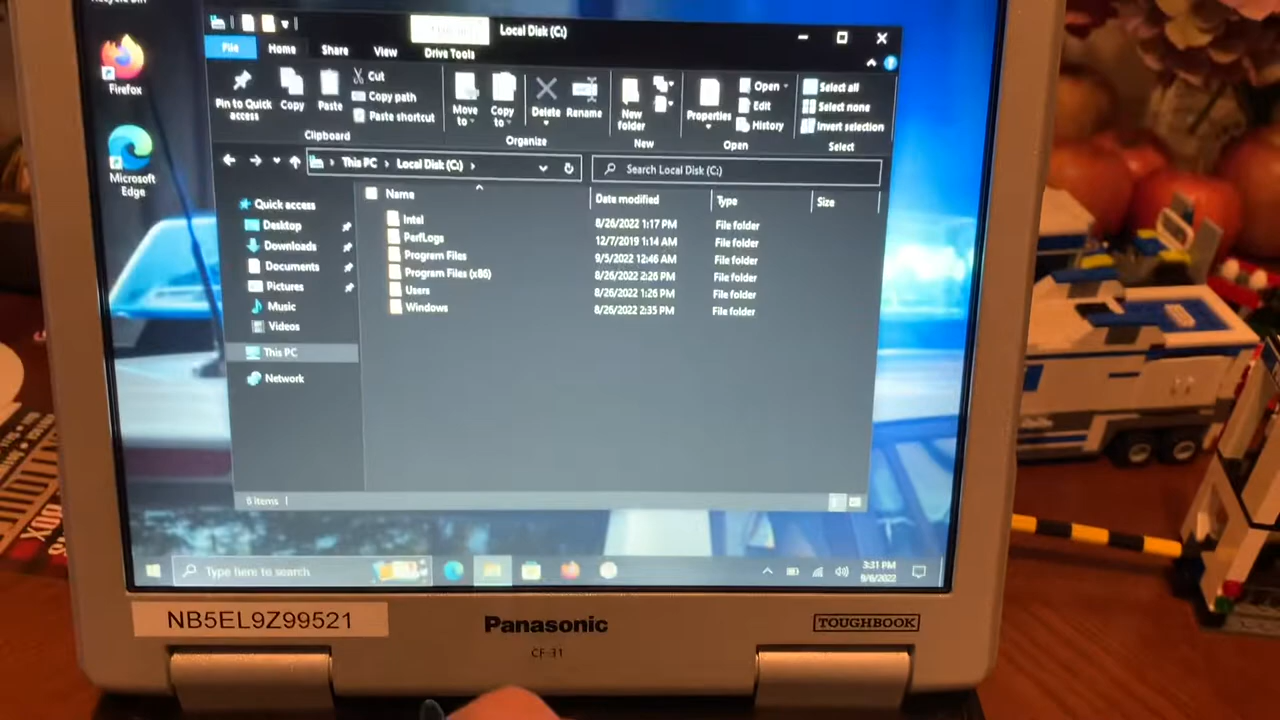 Local Disk (C:)
File Home Share View Drive Tools
Pin to Quick access
Copy
Paste
Cut
Copy path
Paste shortcut
Clipboard
Move to
Copy to
Delete
Rename
Organize
New folder
New
Properties
Open
Edit
History
Open
Select all
Select none
Invert selection
Select
This PC Local Disk (C:)
Search Local Disk (C:)
Name Date modified Type Size
Intel 8/26/2022 1:17 PM File folder
PerfLogs 12/7/2019 1:14 AM File folder
Program Files 9/5/2022 12:46 AM File folder
Program Files (x86) 8/26/2022 2:26 PM File folder
Users 8/26/2022 1:26 PM File folder
Windows 8/26/2022 2:35 PM File folder
Quick access
Desktop
Downloads
Documents
Pictures
Music
Videos
This PC
Network
6 items
Firefox
Microsoft Edge
Type here to search
3:31 PM
9/6/2022
NB5EL9Z99521
Panasonic
TOUGHBOOK
CF-31